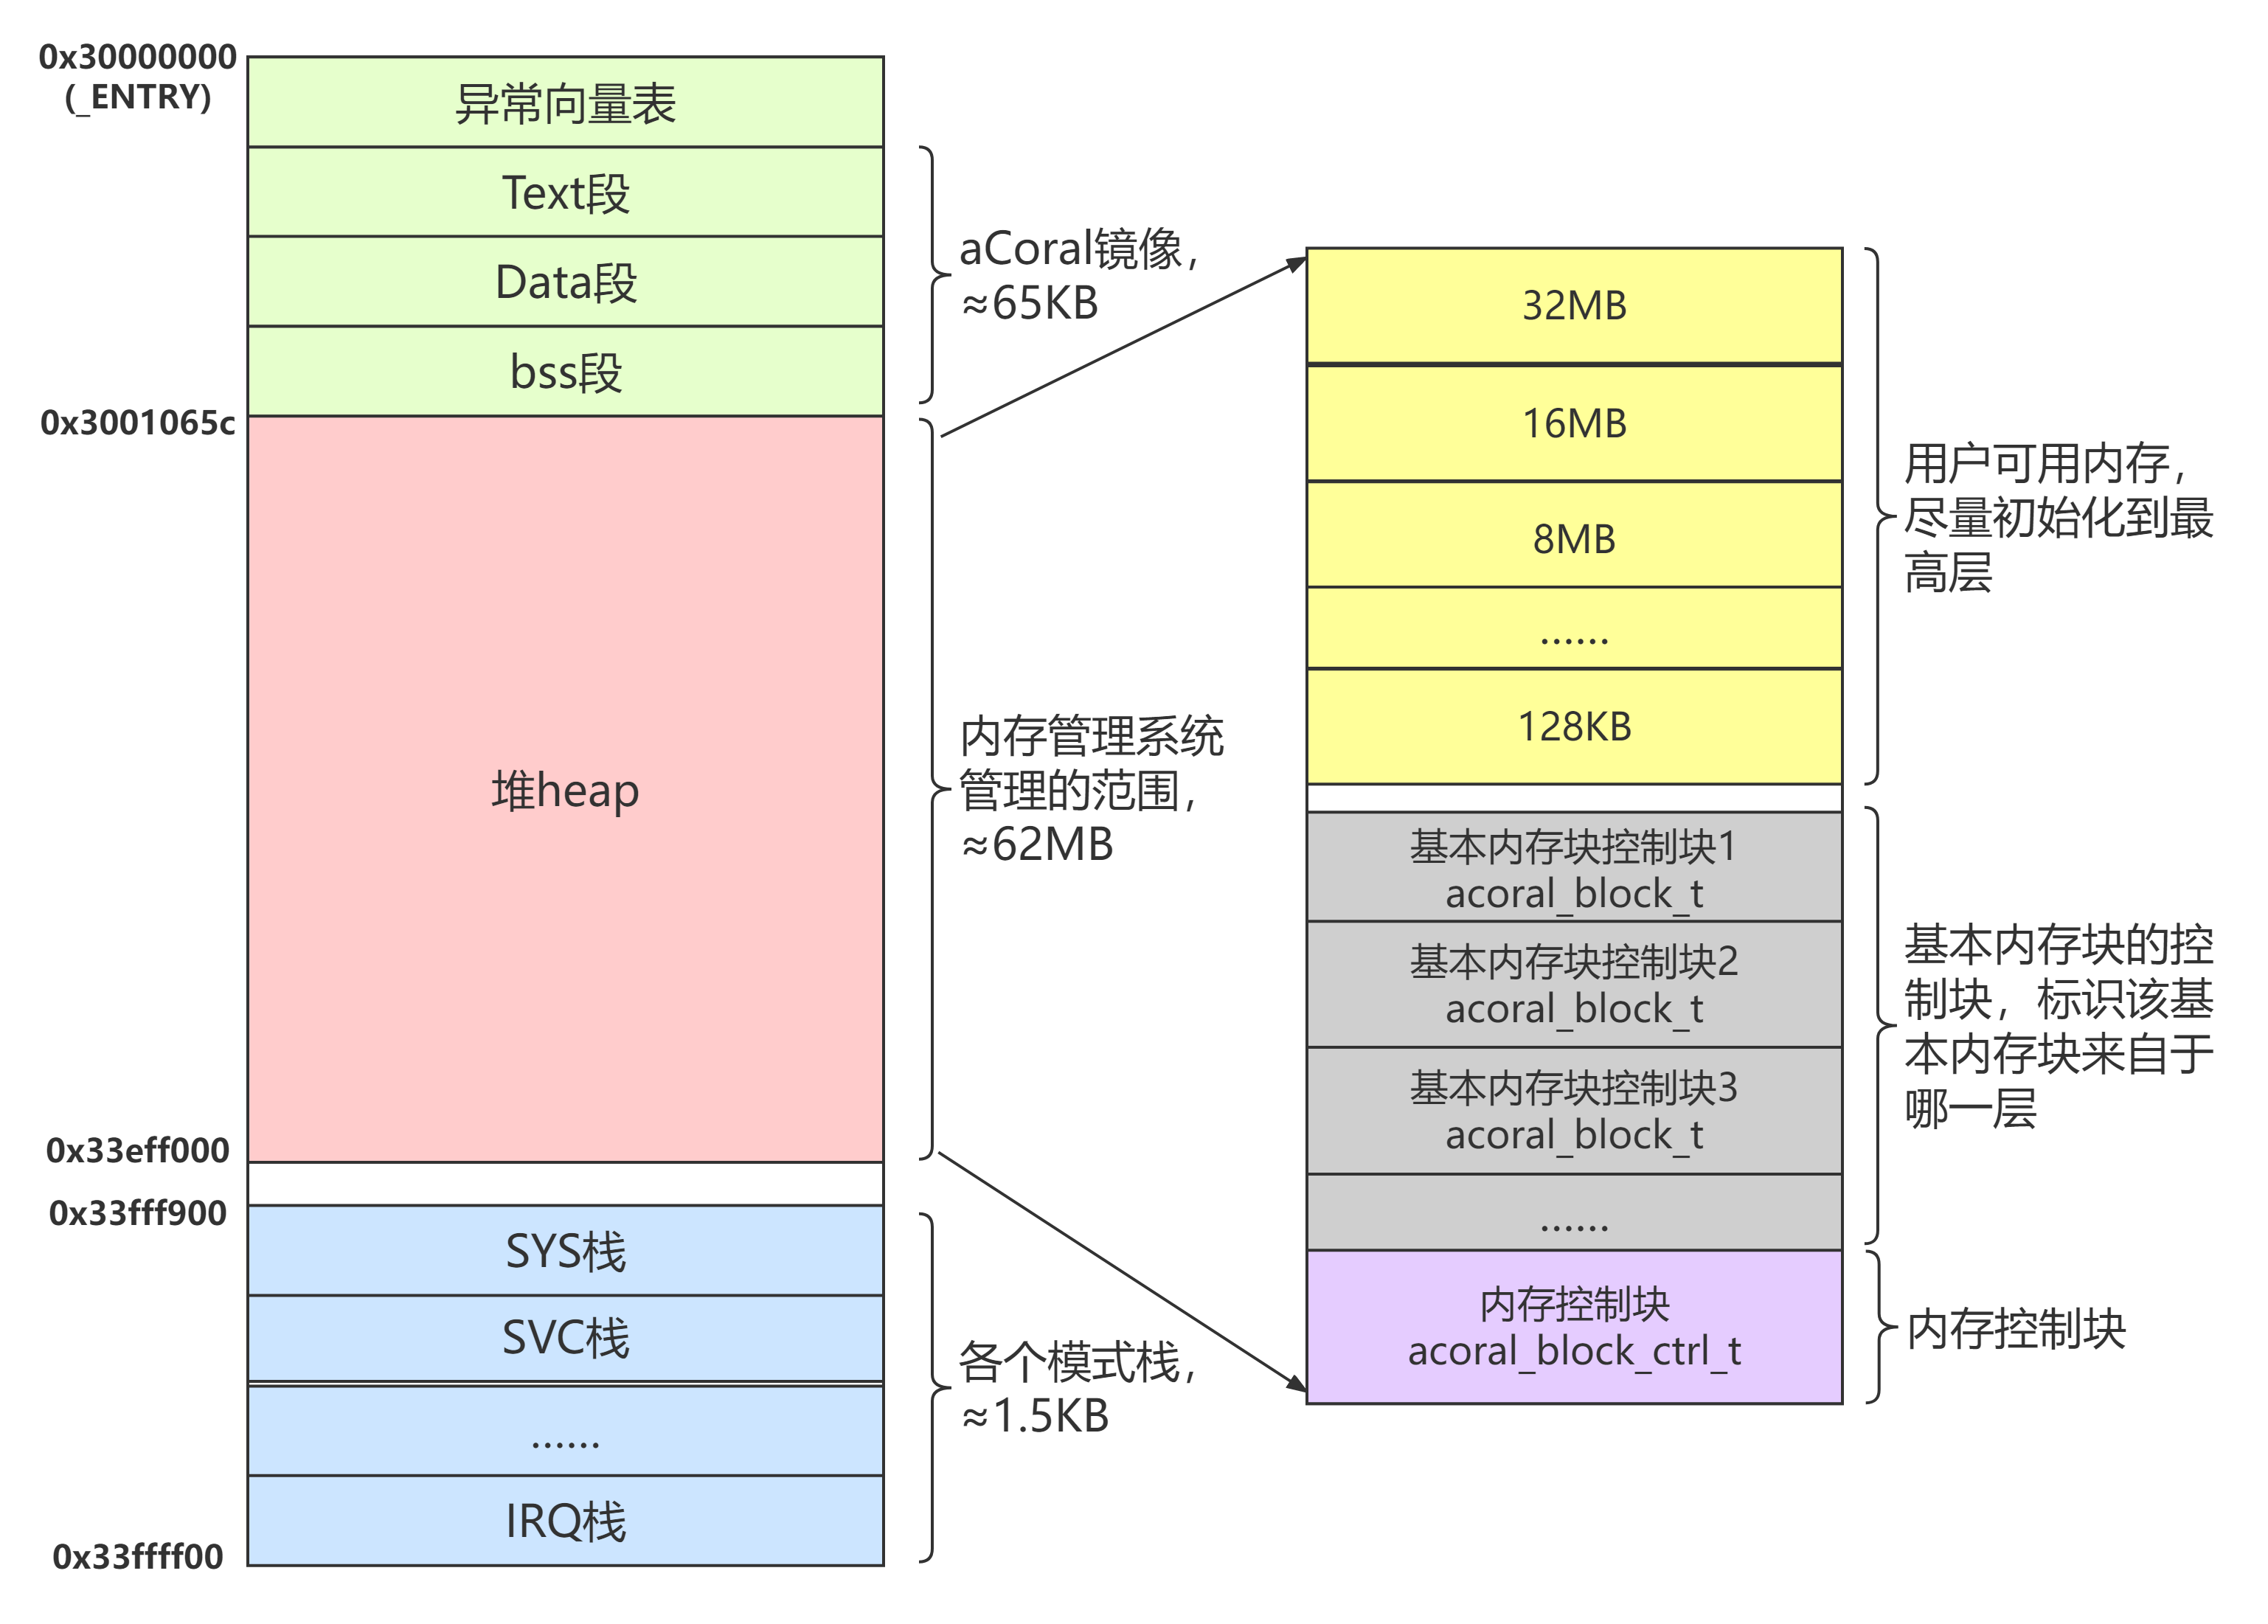 0x30000000
(_ENTRY)
异常向量表
Text段
Data段
bss段
aCoral镜像，
≈65KB
0x3001065c
堆heap
内存管理系统
管理的范围，
≈62MB
0x33eff000
0x33fff900
SYS栈
SVC栈
......
IRQ栈
各个模式栈，
≈1.5KB
0x33ffff00
32MB
16MB
8MB
......
128KB
用户可用内存，
尽量初始化到最
高层
基本内存块控制块1
acoral_block_t
基本内存块控制块2
acoral_block_t
基本内存块控制块3
acoral_block_t
......
基本内存块的控
制块，标识该基
本内存块来自于
哪一层
内存控制块
acoral_block_ctrl_t
内存控制块